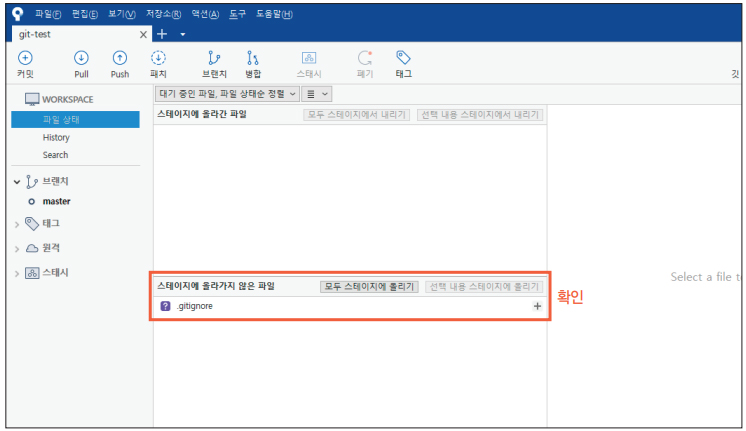 파일(F) 편집(E) 보기(V) 저장소(R) 액션(A) 도구 도움말(H)
git-test
커밋 Pull Push 패치 브랜치 병합 스태시 폐기 태그 깃
WORKSPACE
파일 상태
History
Search
브랜치
master
태그
원격
스태시
대기 중인 파일, 파일 상태순 정렬
스테이지에 올라간 파일 모두 스테이지에서 내리기 선택 내용 스테이지에서 내리기
스테이지에 올라가지 않은 파일 모두 스테이지에 올리기 선택 내용 스테이지에 올리기
.gitignore
확인
Select a file t